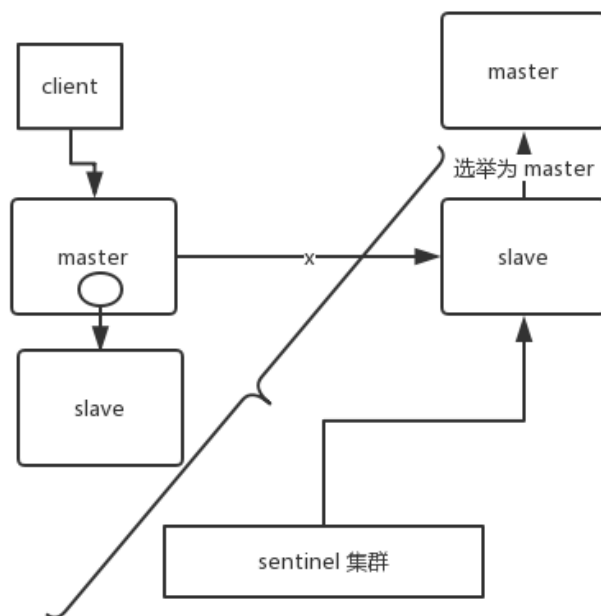 master
client
选举为 master
master
x
slave
slave
sentinel 集群